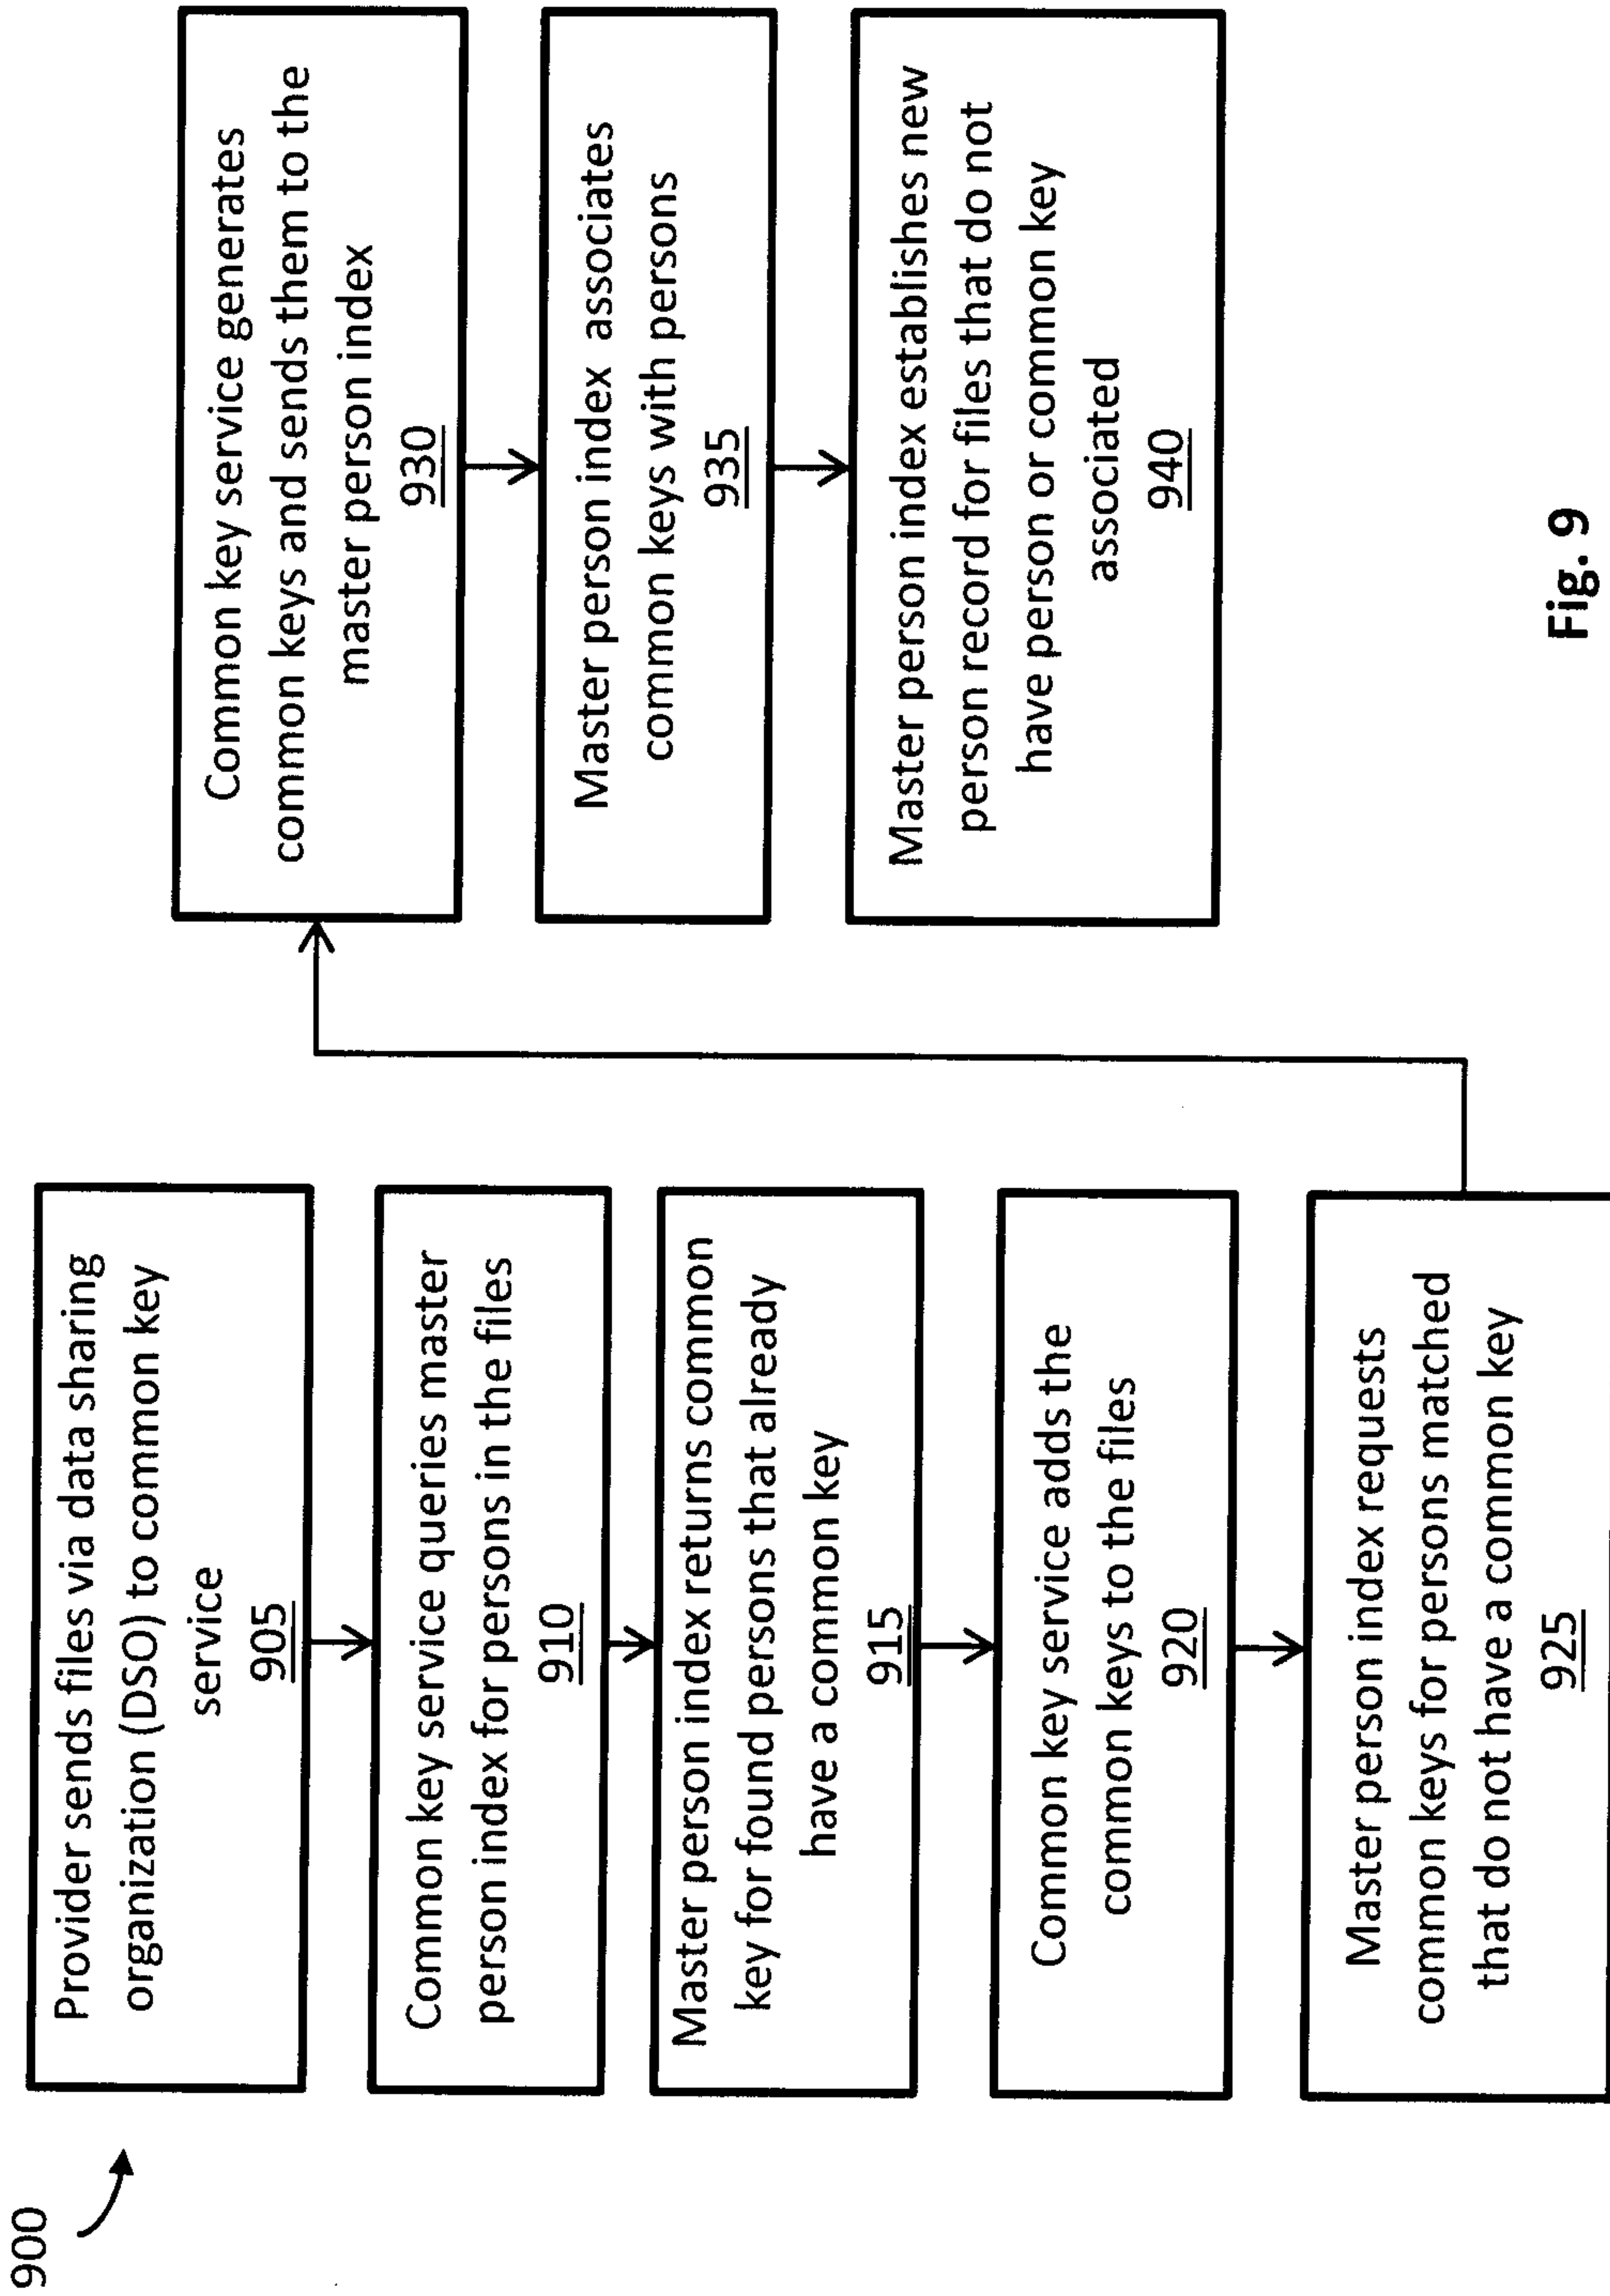 900
Provider sends files via data sharing
organization (DSO) to common key
service
905
Common key service queries master
person index for persons in the files
910
Master person index returns common
key for found persons that already
have a common key
915
Common key service adds the
common keys to the files
920
Master person index requests
common keys for persons matched
that do not have a common key
925
Common key service generates
common keys and sends them to the
master person index
930
Master person index associates
common keys with persons
935
Master person index establishes new
person record for files that do not
have person or common key
associated
940
Fig. 9